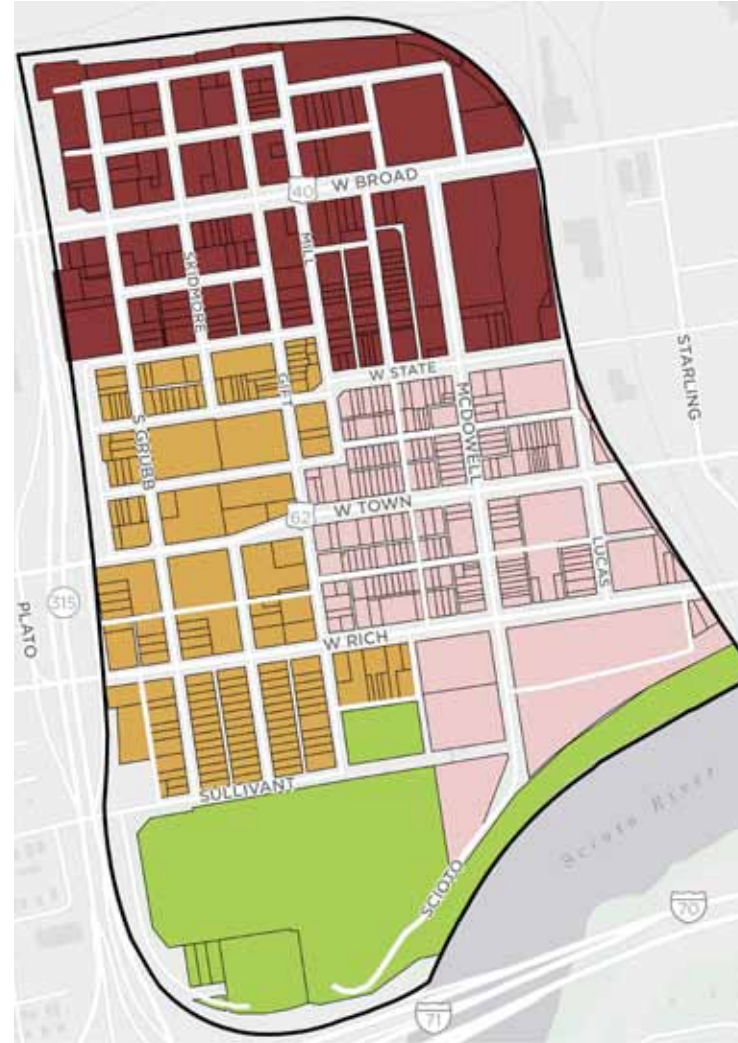 40
W BROAD
SKIDMORE
MILL
STARLING
W STATE
GIFT
MCDOWELL
S GRUBB
62
W TOWN
LUCAS
315
PLATO
W RICH
SULLIVANT
Scioto River
SCIOTO
70
71